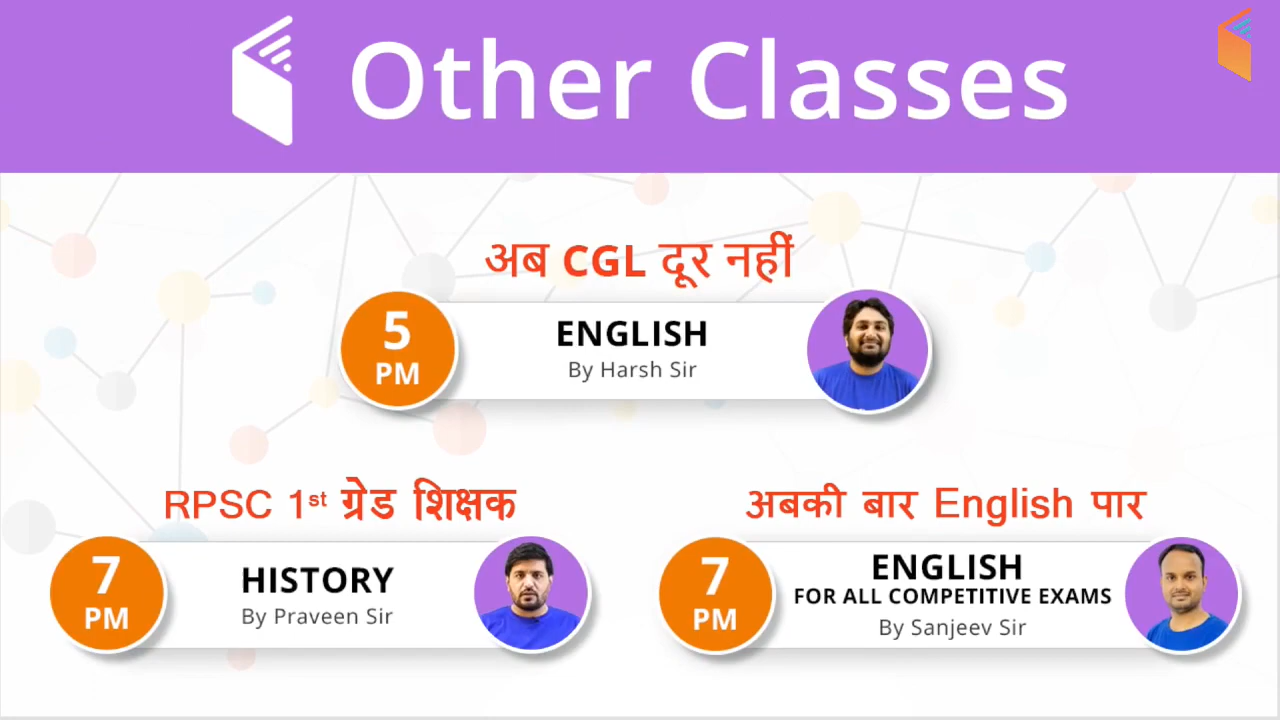 Other Classes
अब CGL दूर नहीं
5 PM
ENGLISH
By Harsh Sir
RPSC 1st ग्रेड शिक्षक
7 PM
HISTORY
By Praveen Sir
अबकी बार English पार
7 PM
ENGLISH
FOR ALL COMPETITIVE EXAMS
By Sanjeev Sir